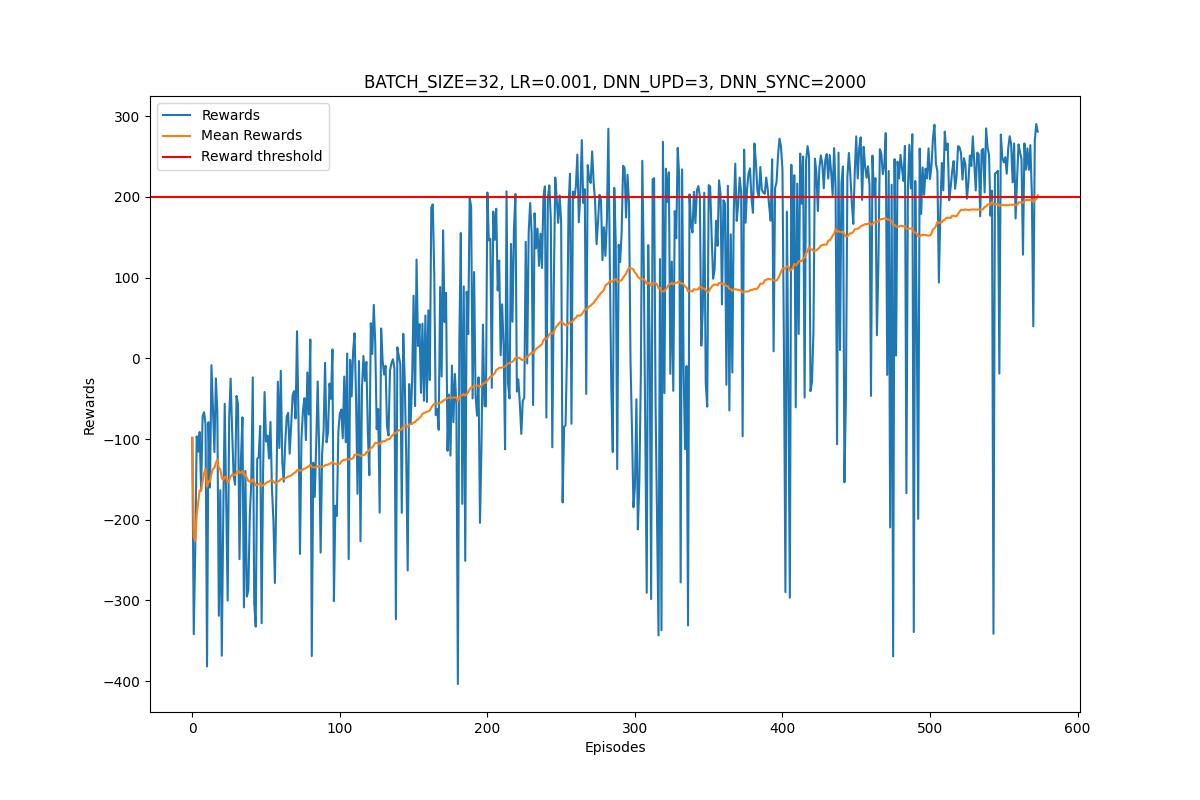 BATCH_SIZE=32, LR=0.001, DNN_UPD=3, DNN_SYNC=2000
Rewards
Mean Rewards
Reward threshold
300
200
100
0
−100
−200
−300
−400
Rewards
0
100
200
300
400
500
600
Episodes